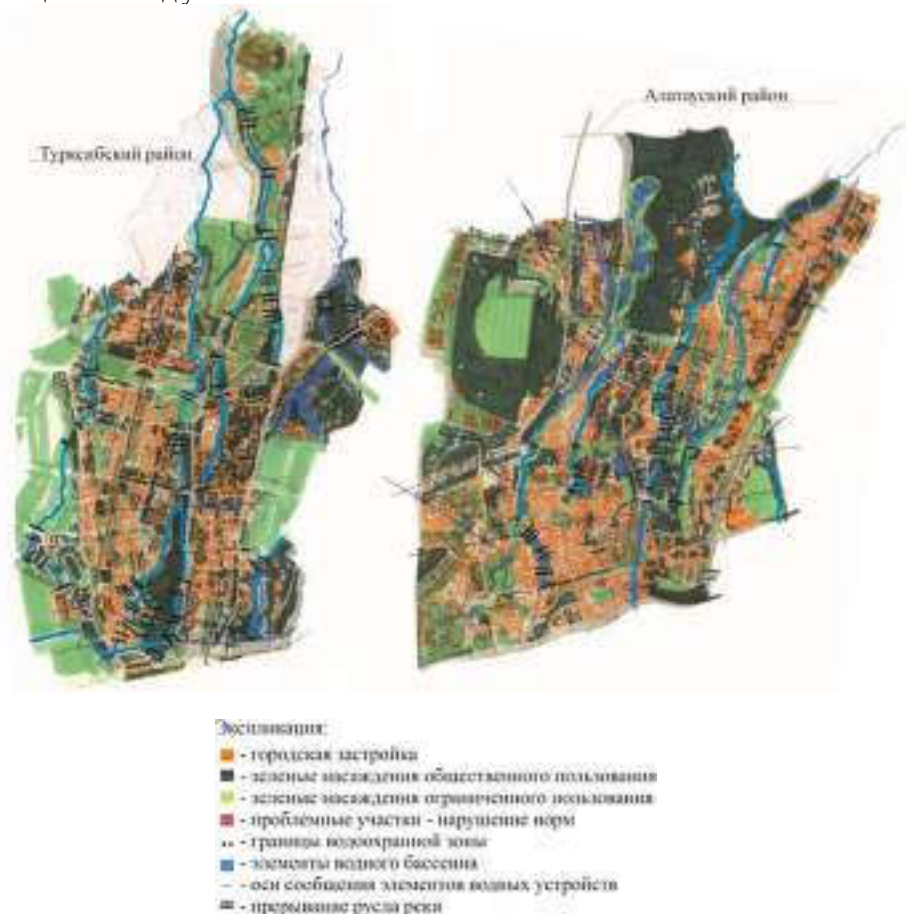 Турксибский район
Алатауский район
Экспликация:
- городская застройка
- зеленые насаждения общественного пользования
- зеленые насаждения ограниченного пользования
- проблемные участки - нарушение норм
- границы водоохранной зоны
- элементы водного бассейна
- оси сообщения элементов водных устройств
- прерывание русла реки